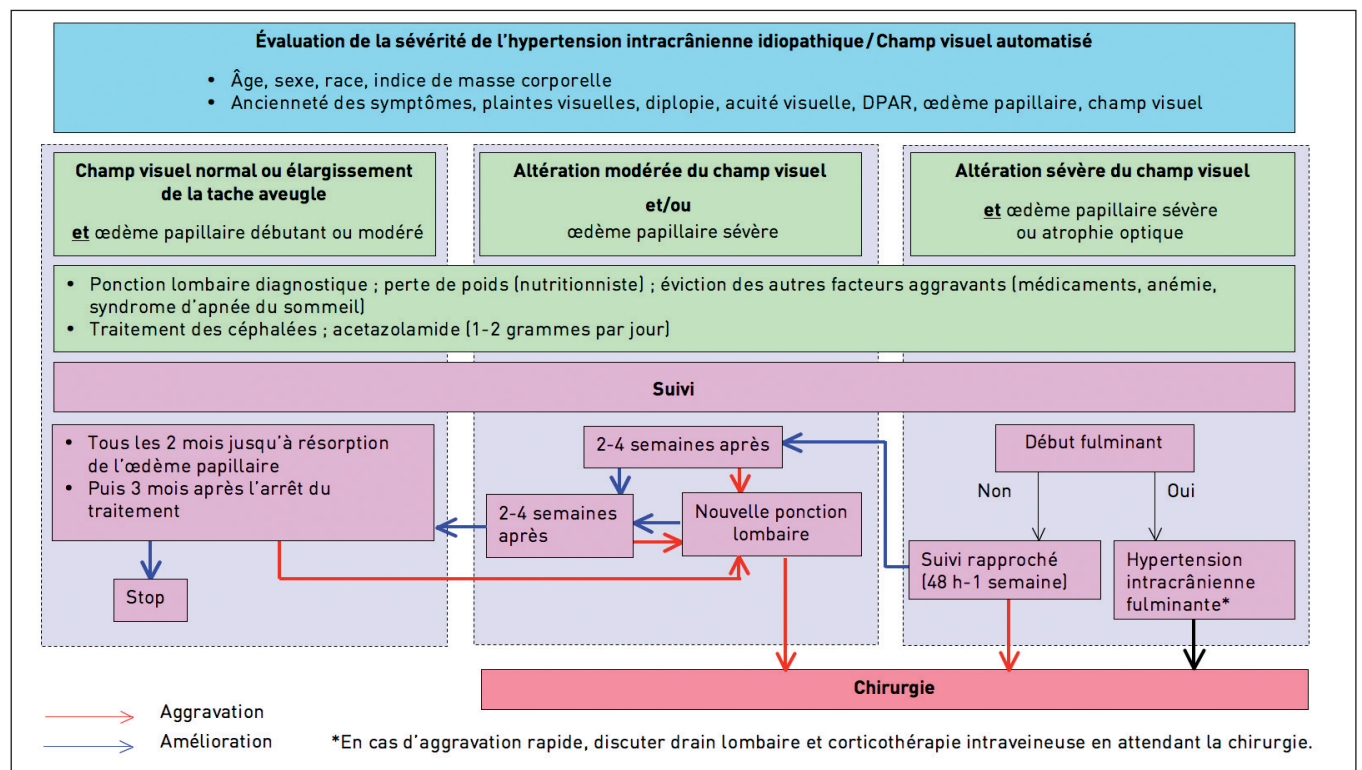 Évaluation de la sévérité de l’hypertension intracrânienne idiopathique/Champ visuel automatisé
• Âge, sexe, race, indice de masse corporelle
• Ancienneté des symptômes, plaintes visuelles, diplopie, acuité visuelle, DPAR, œdème papillaire, champ visuel
Champ visuel normal ou élargissement
de la tache aveugle
et œdème papillaire débutant ou modéré
Altération modérée du champ visuel
et/ou
œdème papillaire sévère
Altération sévère du champ visuel
et œdème papillaire sévère
ou atrophie optique
• Ponction lombaire diagnostique ; perte de poids (nutritionniste) ; éviction des autres facteurs aggravants (médicaments, anémie,
syndrome d’apnée du sommeil)
• Traitement des céphalées ; acetazolamide (1-2 grammes par jour)
Suivi
• Tous les 2 mois jusqu’à résorption
de l’œdème papillaire
• Puis 3 mois après l’arrêt du
traitement
Stop
2-4 semaines après
2-4 semaines
après
Nouvelle ponction
lombaire
Début fulminant
Non
Oui
Suivi rapproché
(48 h-1 semaine)
Hypertension
intracrânienne
fulminante*
Chirurgie
Aggravation
Amélioration
*En cas d’aggravation rapide, discuter drain lombaire et corticothérapie intraveineuse en attendant la chirurgie.